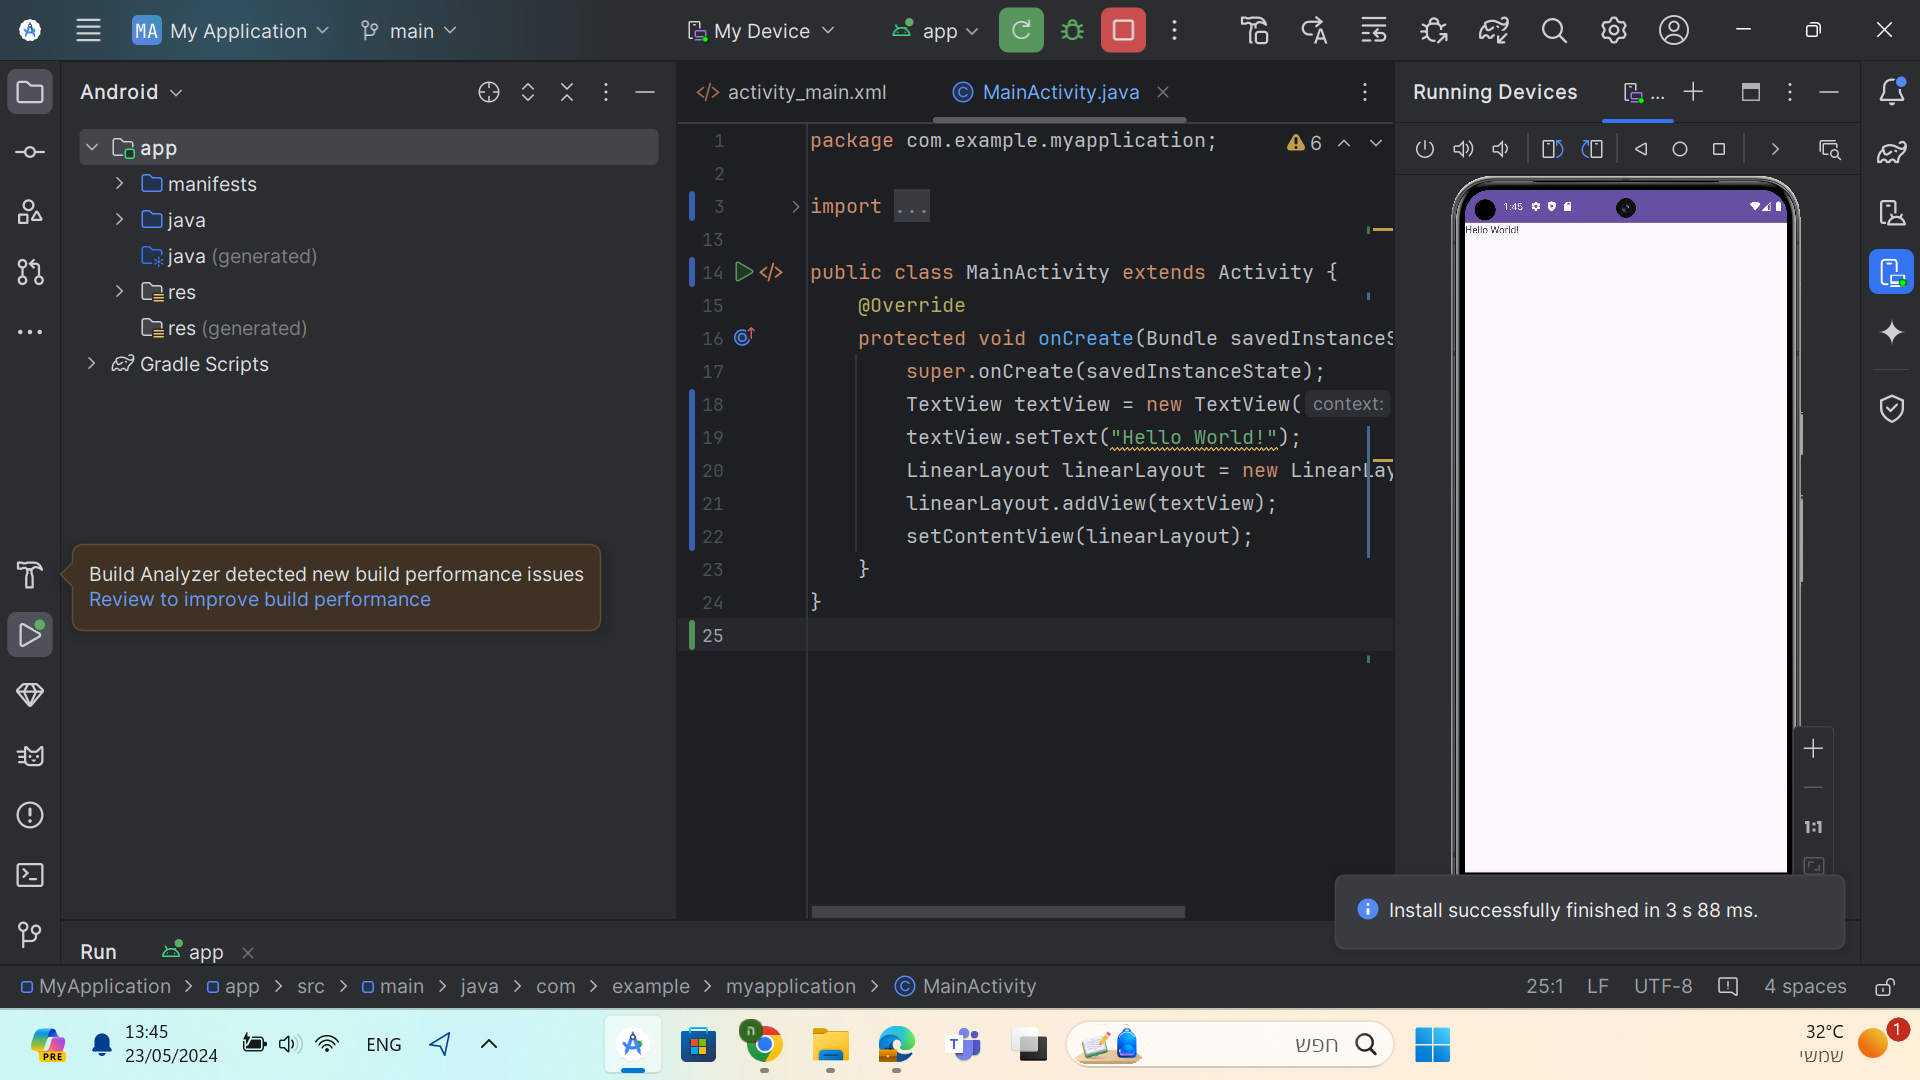 MA My Application
main
My Device
app
Android
app
manifests
java
java (generated)
res
res (generated)
Gradle Scripts
Build Analyzer detected new build performance issues
Review to improve build performance
activity_main.xml
MainActivity.java
6
1 package com.example.myapplication;
2
3 import ...
13
14 public class MainActivity extends Activity {
15 @Override
16 protected void onCreate(Bundle savedInstanceS
17 super.onCreate(savedInstanceState);
18 TextView textView = new TextView( context:
19 textView.setText("Hello World!");
20 LinearLayout linearLayout = new LinearLay
21 linearLayout.addView(textView);
22 setContentView(linearLayout);
23 }
24 }
25
Running Devices
...
1:45
Hello World!
1:1
Install successfully finished in 3 s 88 ms.
Run
app
MyApplication > app > src > main > java > com > example > myapplication > MainActivity
25:1 LF UTF-8 4 spaces
PRE
13:45
23/05/2024
ENG
ה
T
חפש
32°C
שמשי
1